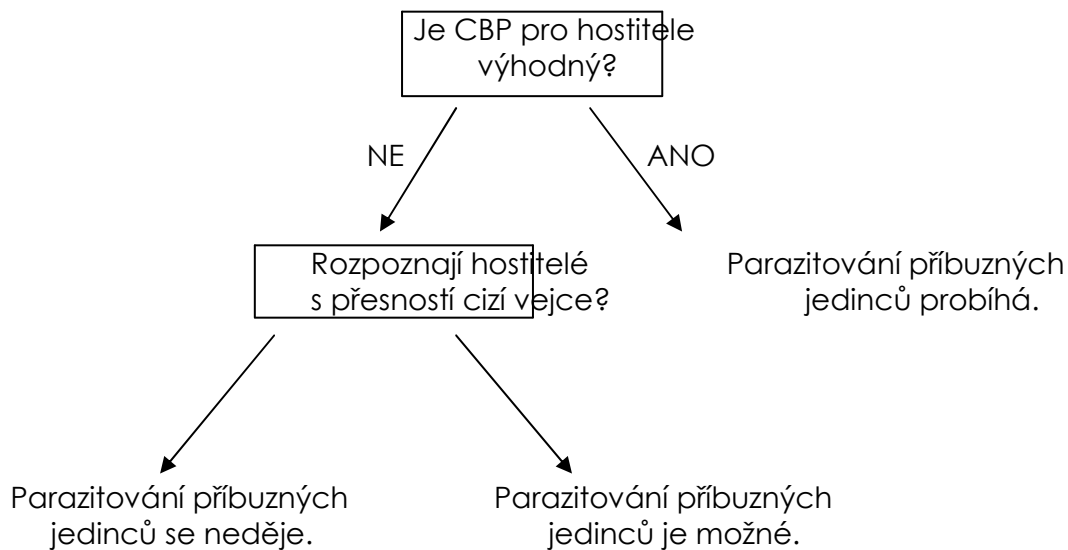 Je CBP pro hostitele
výhodný?
NE
ANO
Rozpoznají hostitelé
s přesností cizí vejce?
Parazitování příbuzných
jedinců probíhá.
Parazitování příbuzných
jedinců se neděje.
Parazitování příbuzných
jedinců je možné.